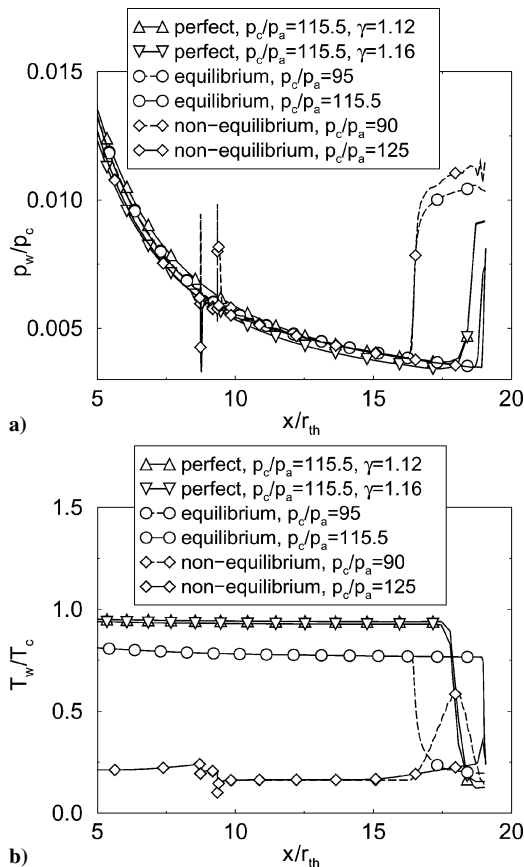 perfect, p_c/p_a=115.5, γ=1.12
perfect, p_c/p_a=115.5, γ=1.16
equilibrium, p_c/p_a=95
equilibrium, p_c/p_a=115.5
non−equilibrium, p_c/p_a=90
non−equilibrium, p_c/p_a=125
0.015
0.010
0.005
p_w/p_c
5 10 15 20
x/r_th
a)
perfect, p_c/p_a=115.5, γ=1.12
perfect, p_c/p_a=115.5, γ=1.16
equilibrium, p_c/p_a=95
equilibrium, p_c/p_a=115.5
non−equilibrium, p_c/p_a=90
non−equilibrium, p_c/p_a=125
1.5
1.0
0.5
0.0
T_w/T_c
5 10 15 20
x/r_th
b)